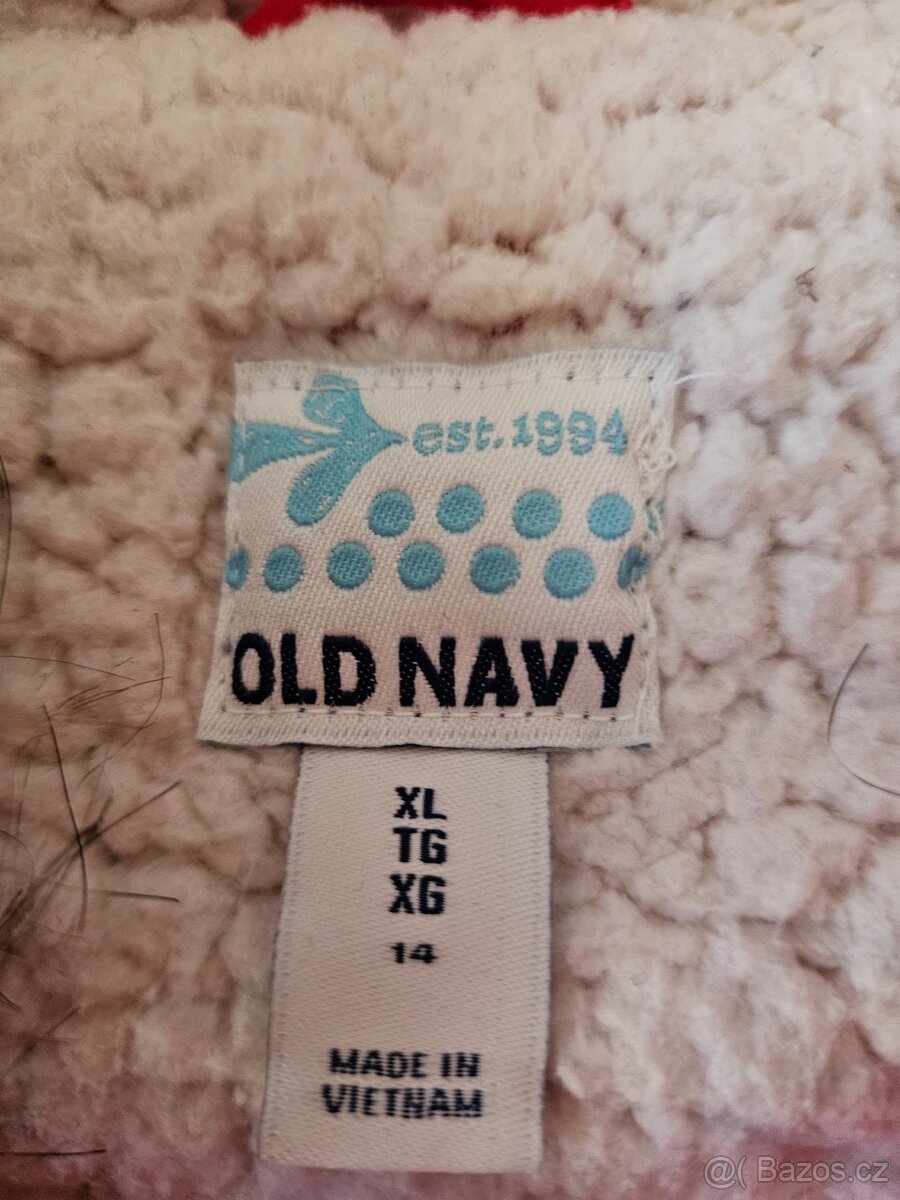 est. 1994
OLD NAVY
XL
TG
XG
14
MADE IN
VIETNAM
@( Bazos.cz